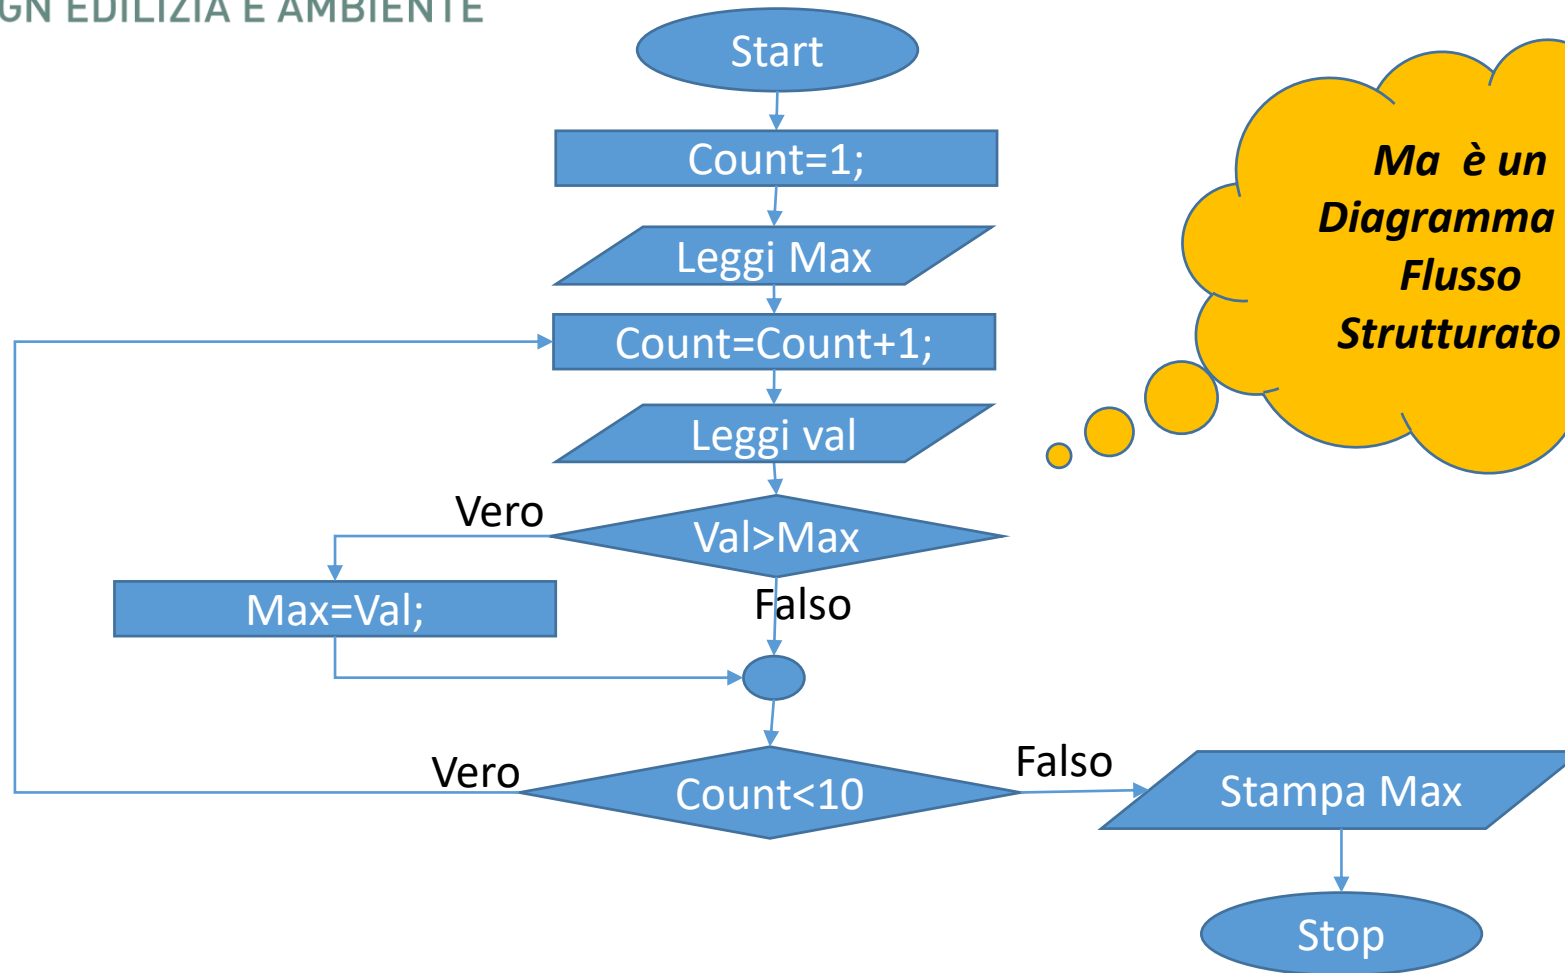 GN EDILIZIA E AMBIENTE
Start
Count=1;
Leggi Max
Count=Count+1;
Leggi val
Vero
Val>Max
Falso
Max=Val;
Vero
Count<10
Falso
Stampa Max
Stop
Ma è un
Diagramma
Flusso
Strutturato